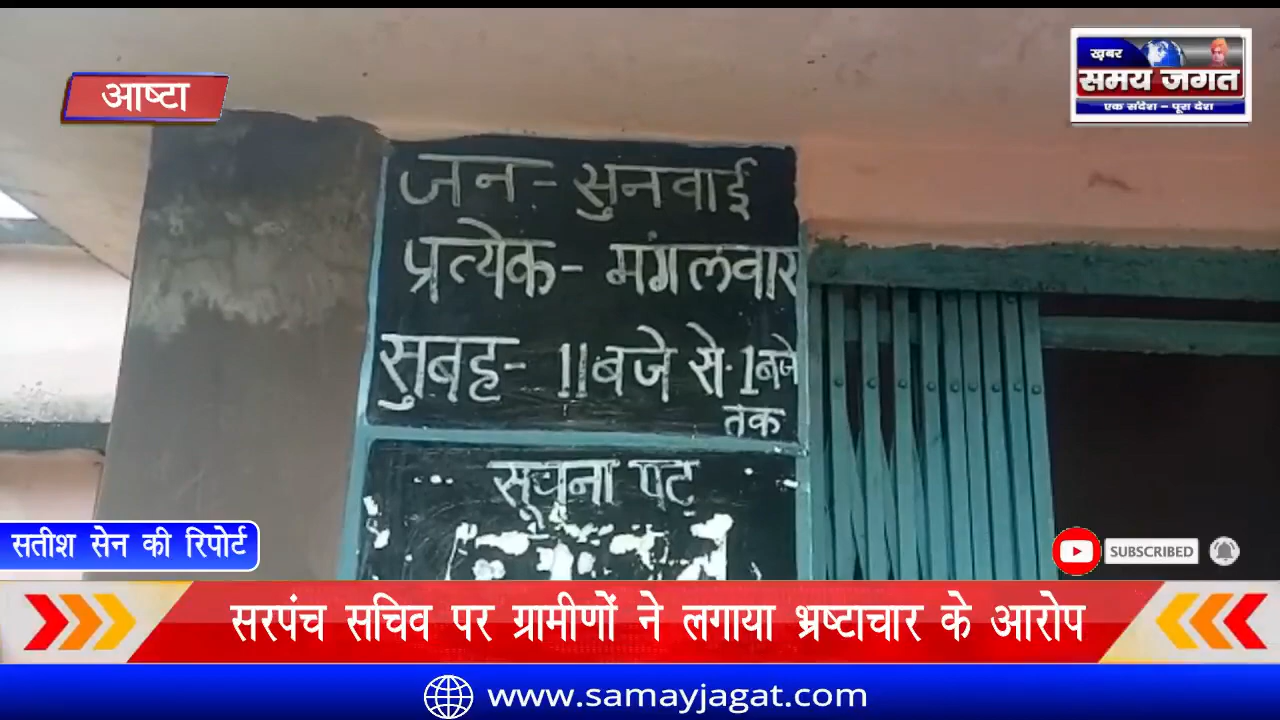 आष्टा
ख़बर
समय जगत
एक संदेश - पूरा देश
जन - सुनवाई
प्रत्येक - मंगलवार
सुबह - 11 बजे से 1 बजे
तक
सूचना पट
सतीश सेन की रिपोर्ट
SUBSCRIBED
सरपंच सचिव पर ग्रामीणों ने लगाया भ्रष्टाचार के आरोप
www.samayjagat.com